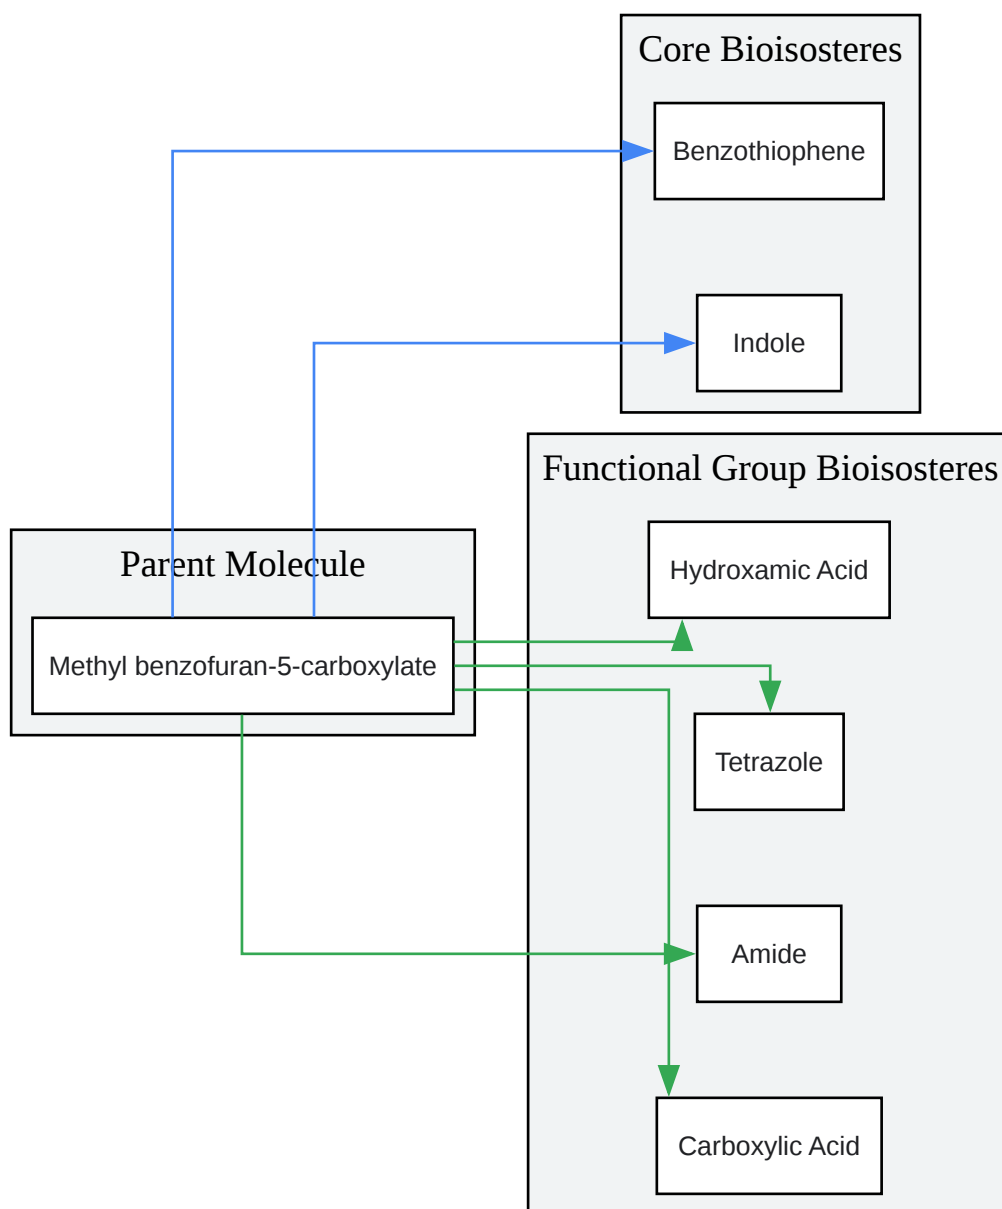 Core Bioisosteres
Benzothiophene
Indole
Functional Group Bioisosteres
Hydroxamic Acid
Parent Molecule
Methyl benzofuran-5-carboxylate
Tetrazole
Amide
Carboxylic Acid